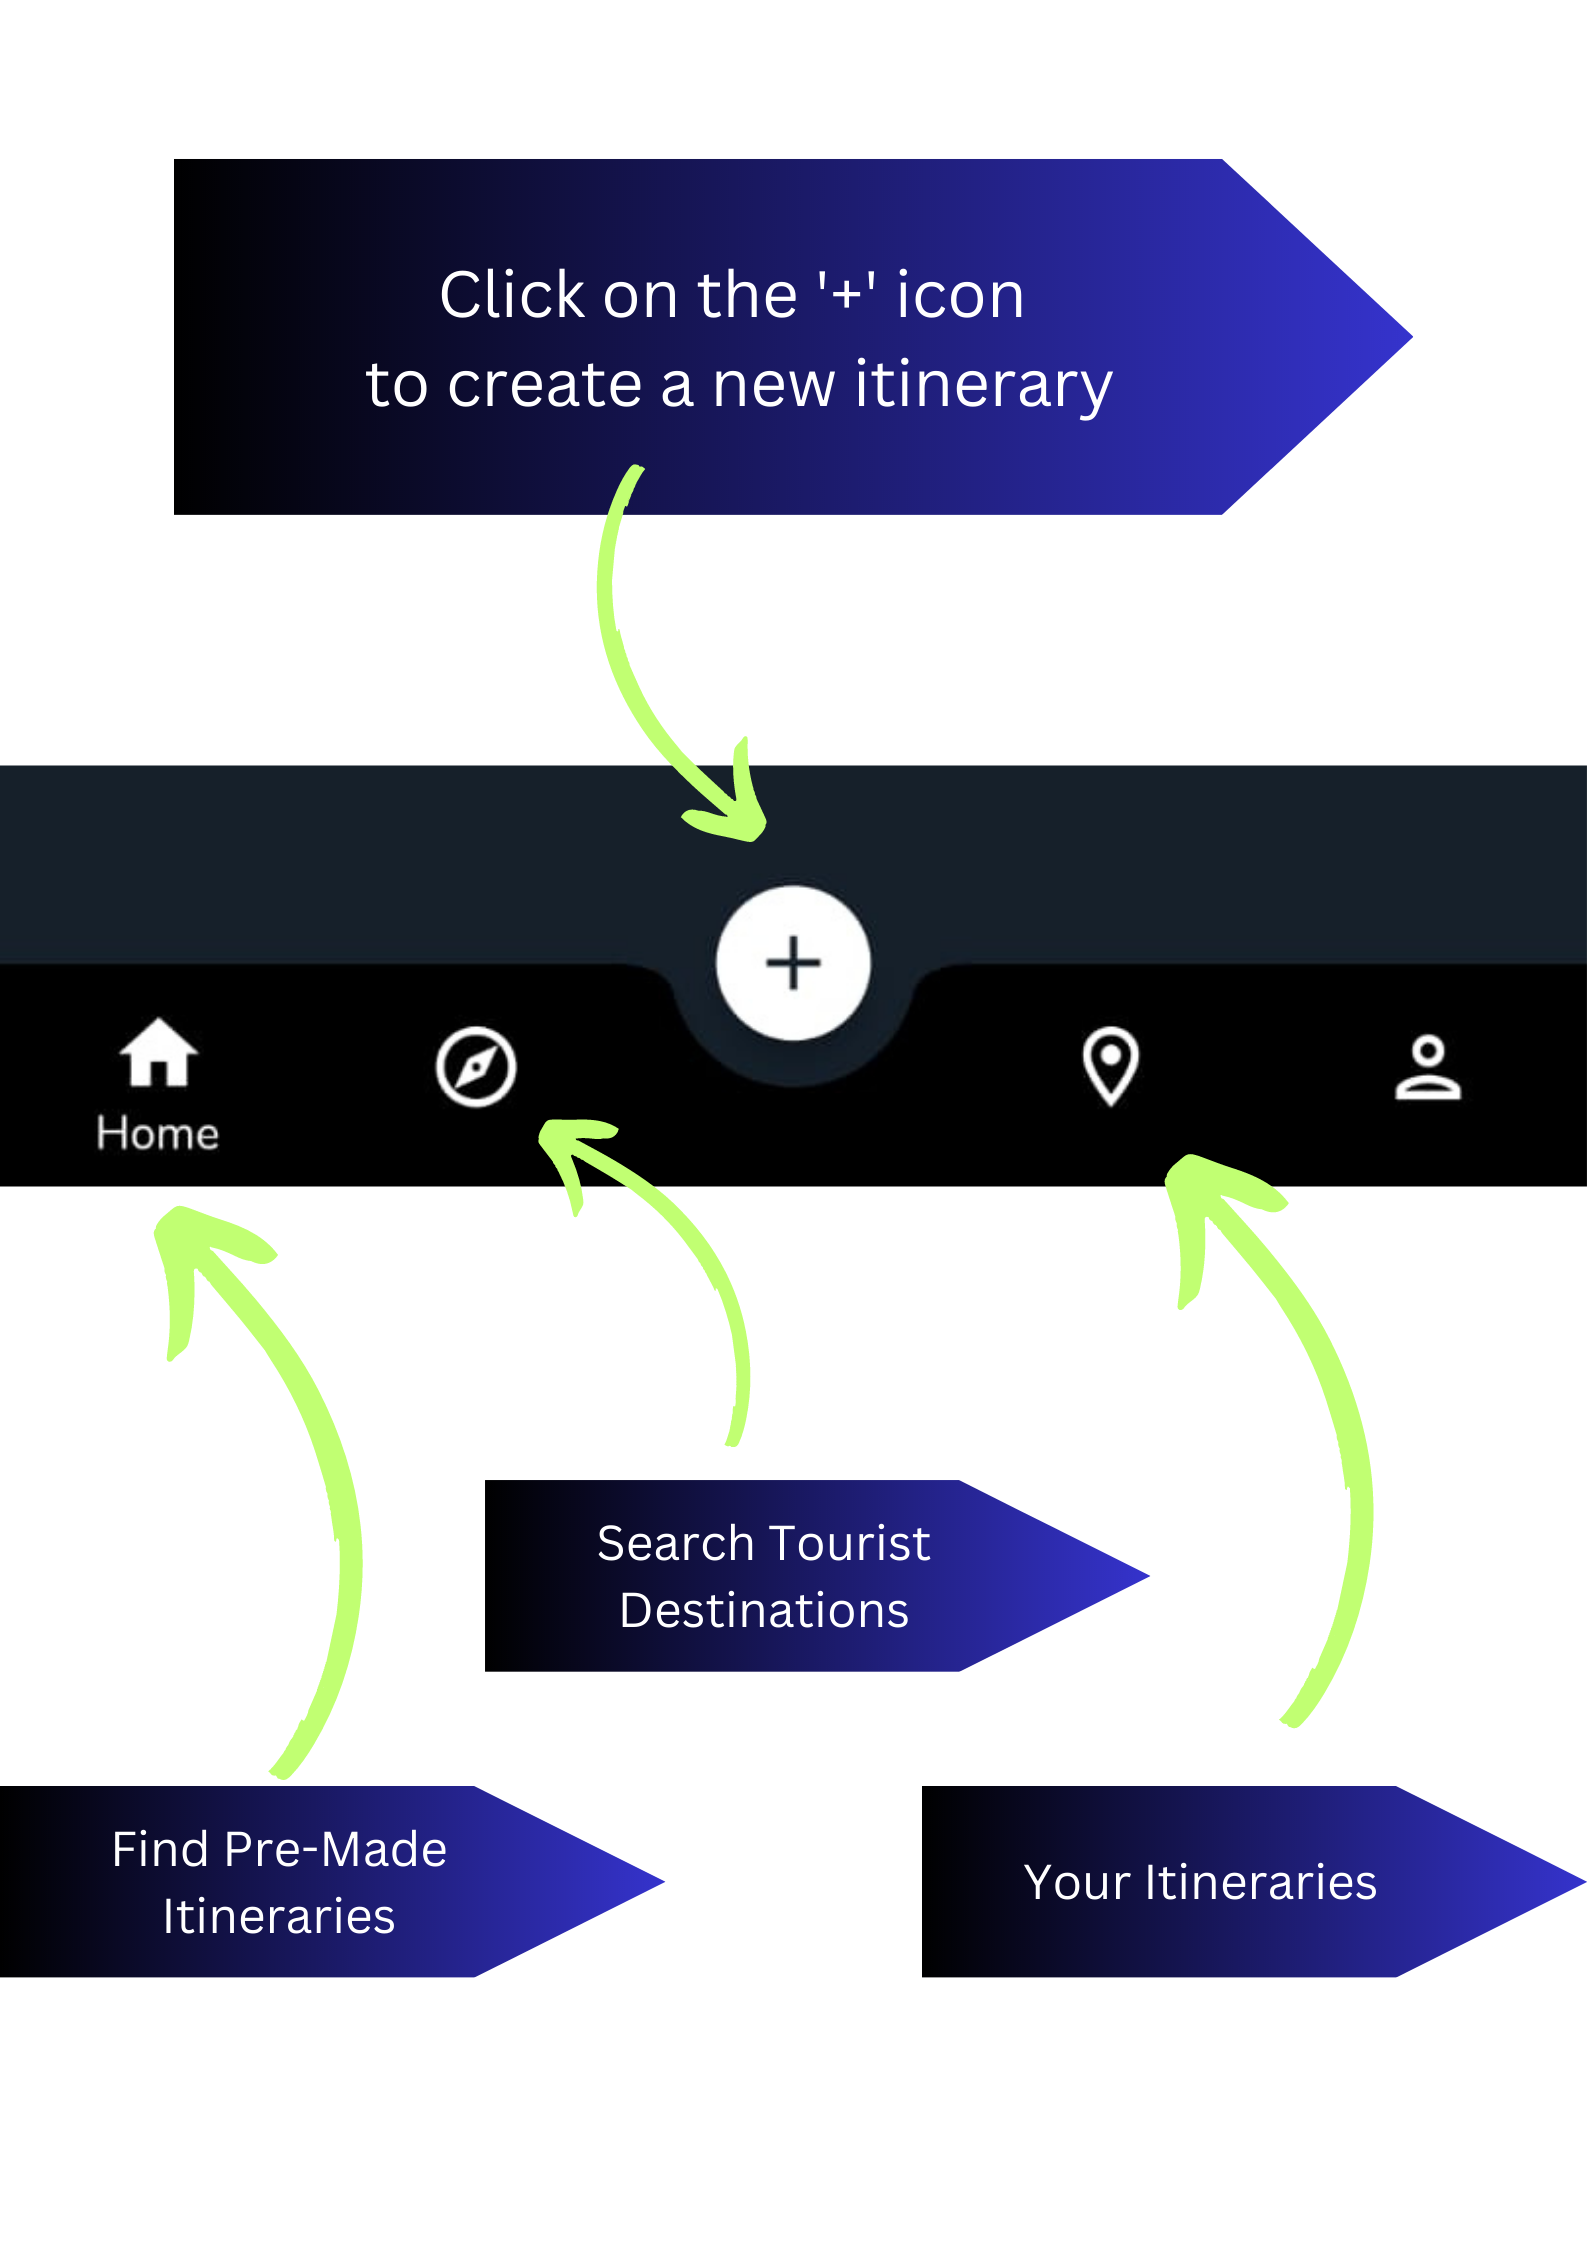 Click on the '+' icon
to create a new itinerary
Home
Search Tourist
Destinations
Find Pre-Made
Itineraries
Your Itineraries